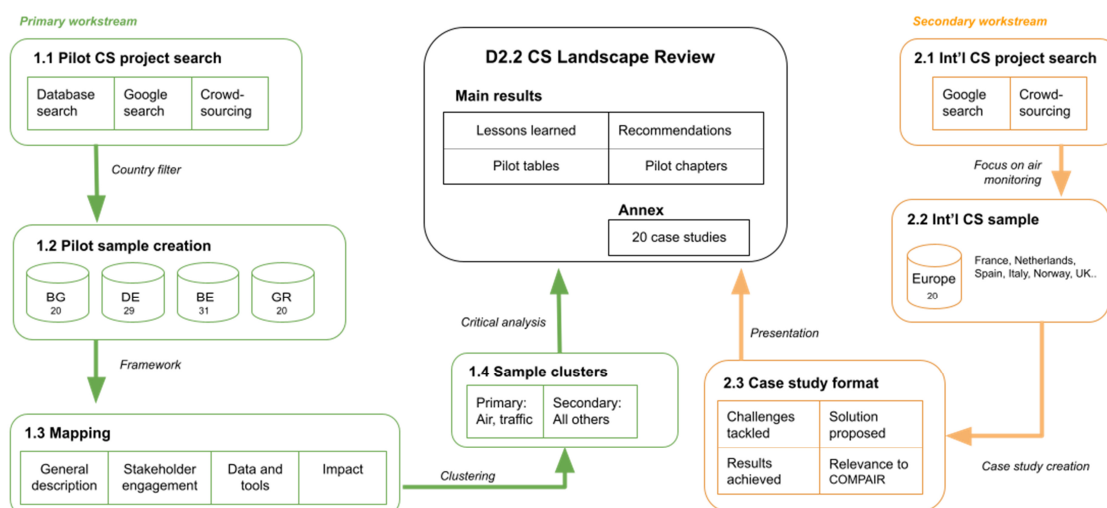 Primary workstream
1.1 Pilot CS project search
Database
search
Google
search
Crowd-
sourcing
Country filter
1.2 Pilot sample creation
BG
20
DE
29
BE
31
GR
20
Framework
1.3 Mapping
General
description
Stakeholder
engagement
Data and
tools
Impact
Clustering
1.4 Sample clusters
Primary:
Air, traffic
Secondary:
All others
Critical analysis
D2.2 CS Landscape Review
Main results
Lessons learned
Recommendations
Pilot tables
Pilot chapters
Annex
20 case studies
Secondary workstream
2.1 Int'l CS project search
Google
search
Crowd-
sourcing
Focus on air
monitoring
2.2 Int'l CS sample
Europe
20
France, Netherlands,
Spain, Italy, Norway, UK..
Case study creation
2.3 Case study format
Challenges
tackled
Solution
proposed
Results
achieved
Relevance to
COMPAIR
Presentation